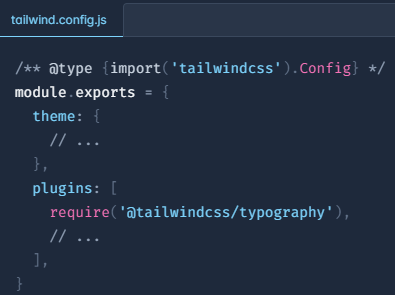 tailwind.config.js
/** @type {import('tailwindcss').Config} */
module.exports = {
  theme: {
    // ...
  },
  plugins: [
    require('@tailwindcss/typography'),
    // ...
  ],
}